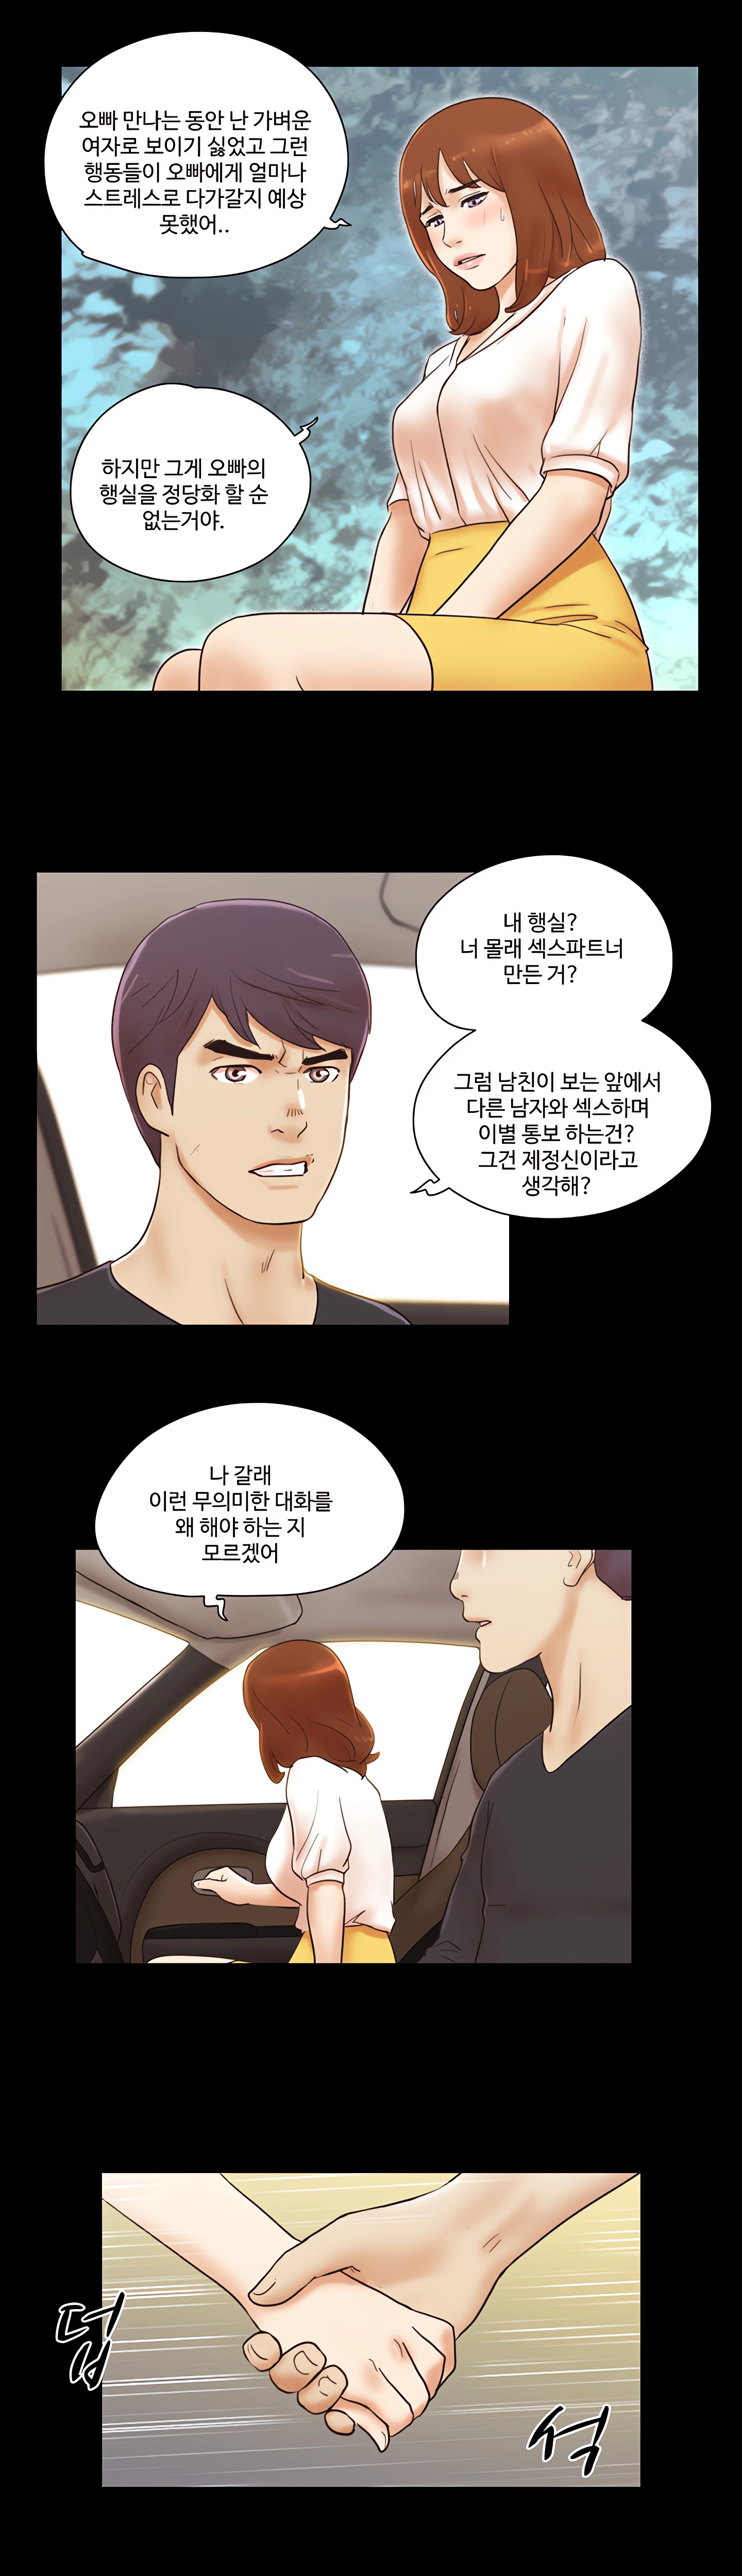 오빠 만나는 동안 난 가벼운
여자로 보이기 싫었고 그런
행동들이 오빠에게 얼마나
스트레스로 다가갈지 예상
못했어..
하지만 그게 오빠의
행실을 정당화 할 순
없는거야.
내 행실?
너 몰래 섹스파트너
만든 거?
그럼 남친이 보는 앞에서
다른 남자와 섹스하며
이별 통보 하는건?
그건 제정신이라고
생각해?
나 갈래
이런 무의미한 대화를
왜 해야 하는 지
모르겠어
덥
석